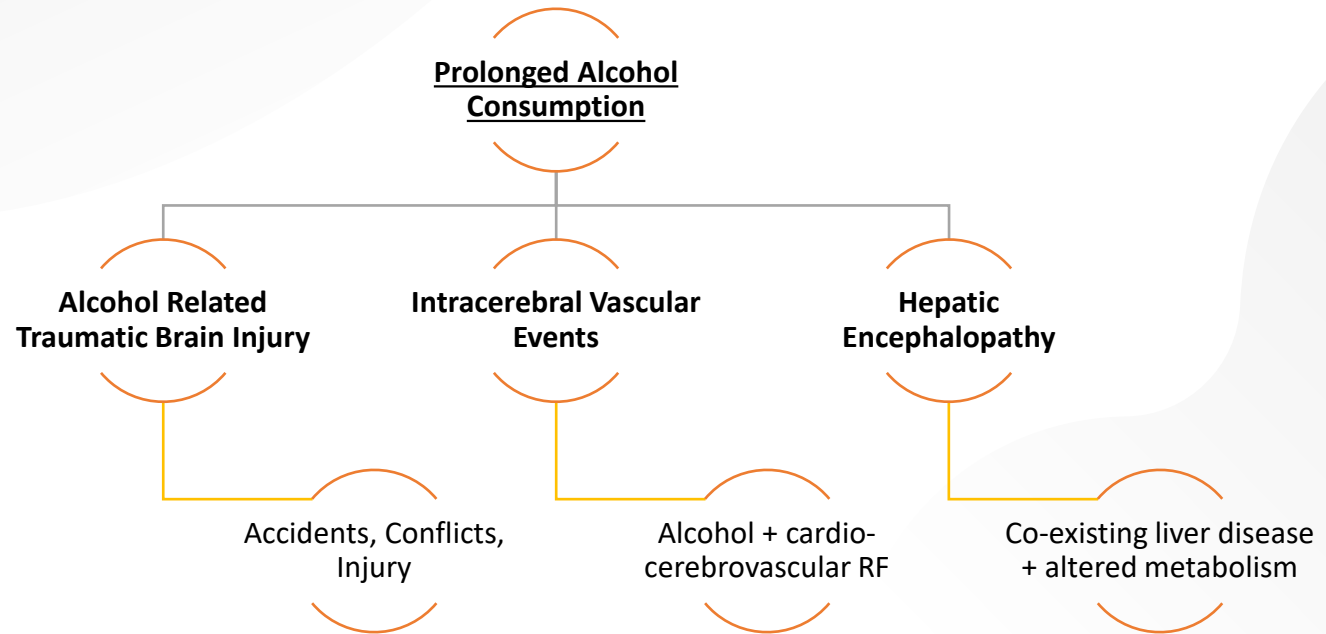 Prolonged Alcohol
Consumption
Alcohol Related
Traumatic Brain Injury
Intracerebral Vascular
Events
Hepatic
Encephalopathy
Accidents, Conflicts,
Injury
Alcohol + cardio-
cerebrovascular RF
Co-existing liver disease
+ altered metabolism